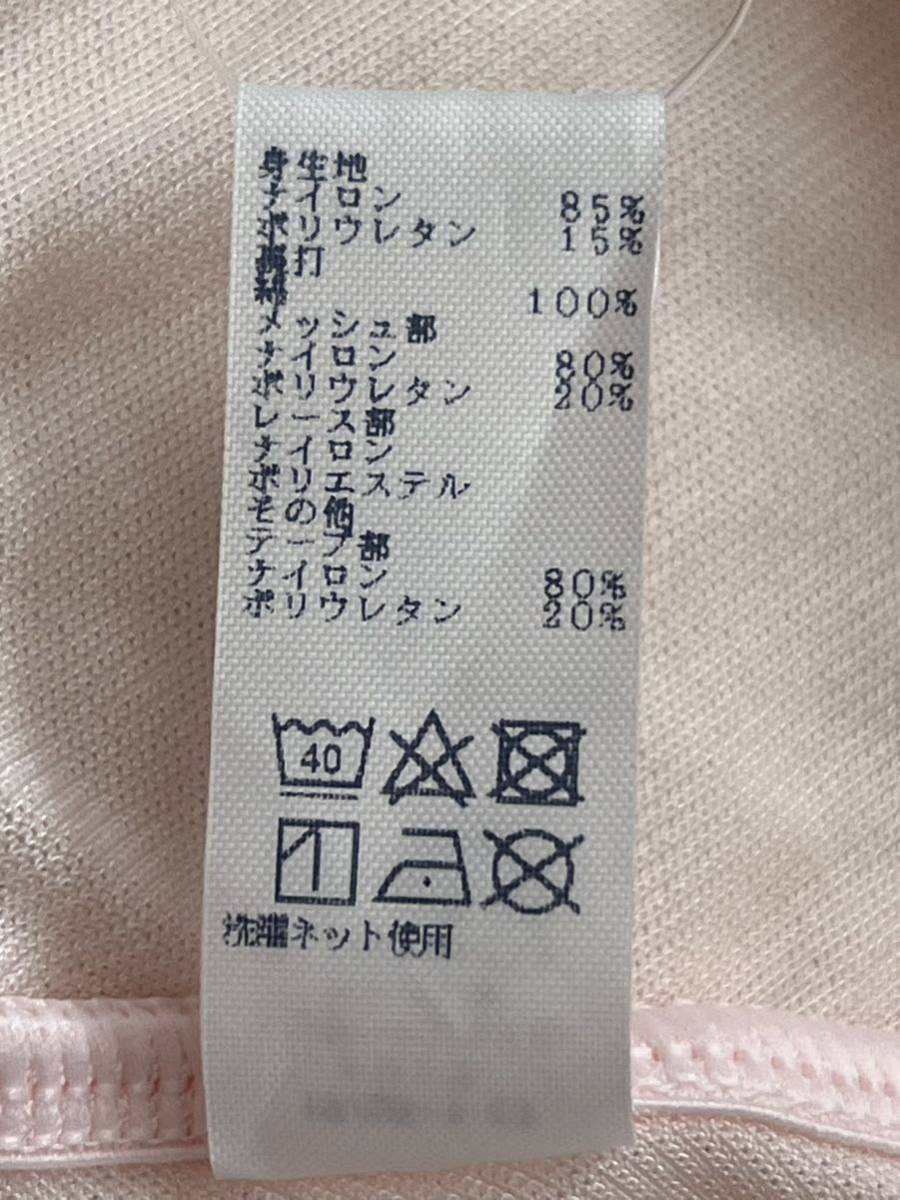 身生地
ナイロン 85%
ポリウレタン 15%
裾打
綿 100%
メッシュ部
ナイロン 80%
ポリウレタン 20%
レース部
ナイロン
ポリエステル
その他
テープ部
ナイロン 80%
ポリウレタン 20%
40
洗濯ネット使用